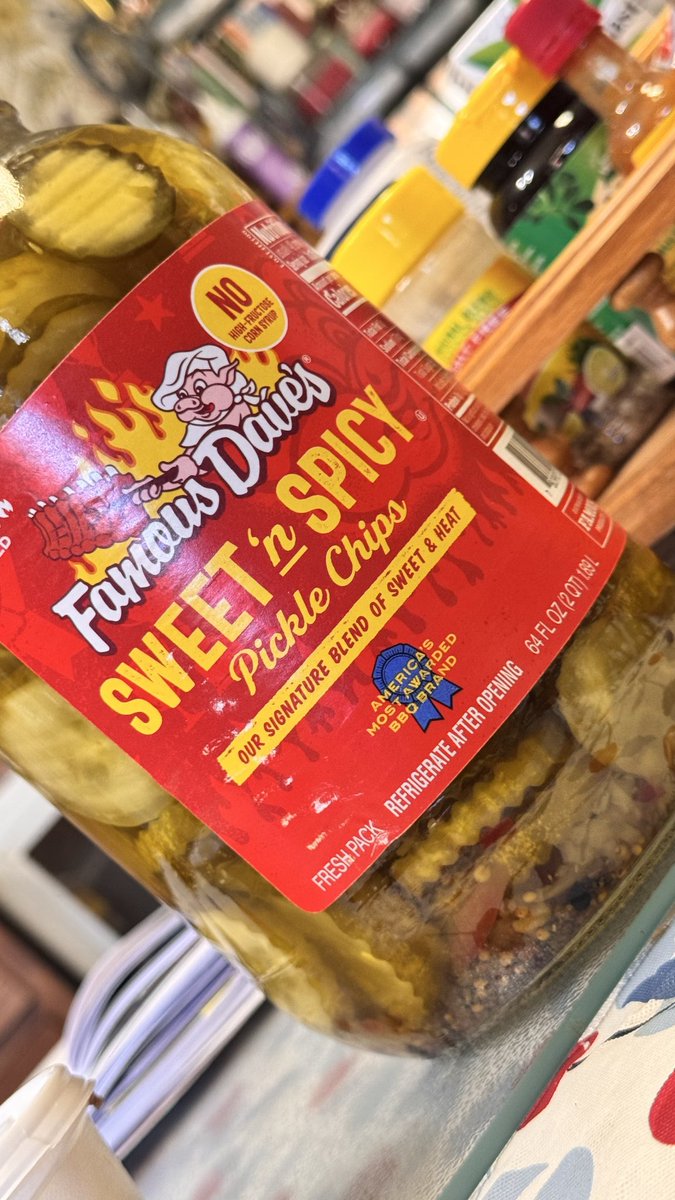 NO
HIGH-FRUCTOSE
CORN SYRUP
Famous Dave's®
SWEET 'n SPICY
Pickle Chips
OUR SIGNATURE BLEND OF SWEET & HEAT
AMERICA'S
MOST AWARDED
BBQ BRAND
FRESH PACK
REFRIGERATE AFTER OPENING
64 FL OZ (2 QT) 1.89 L